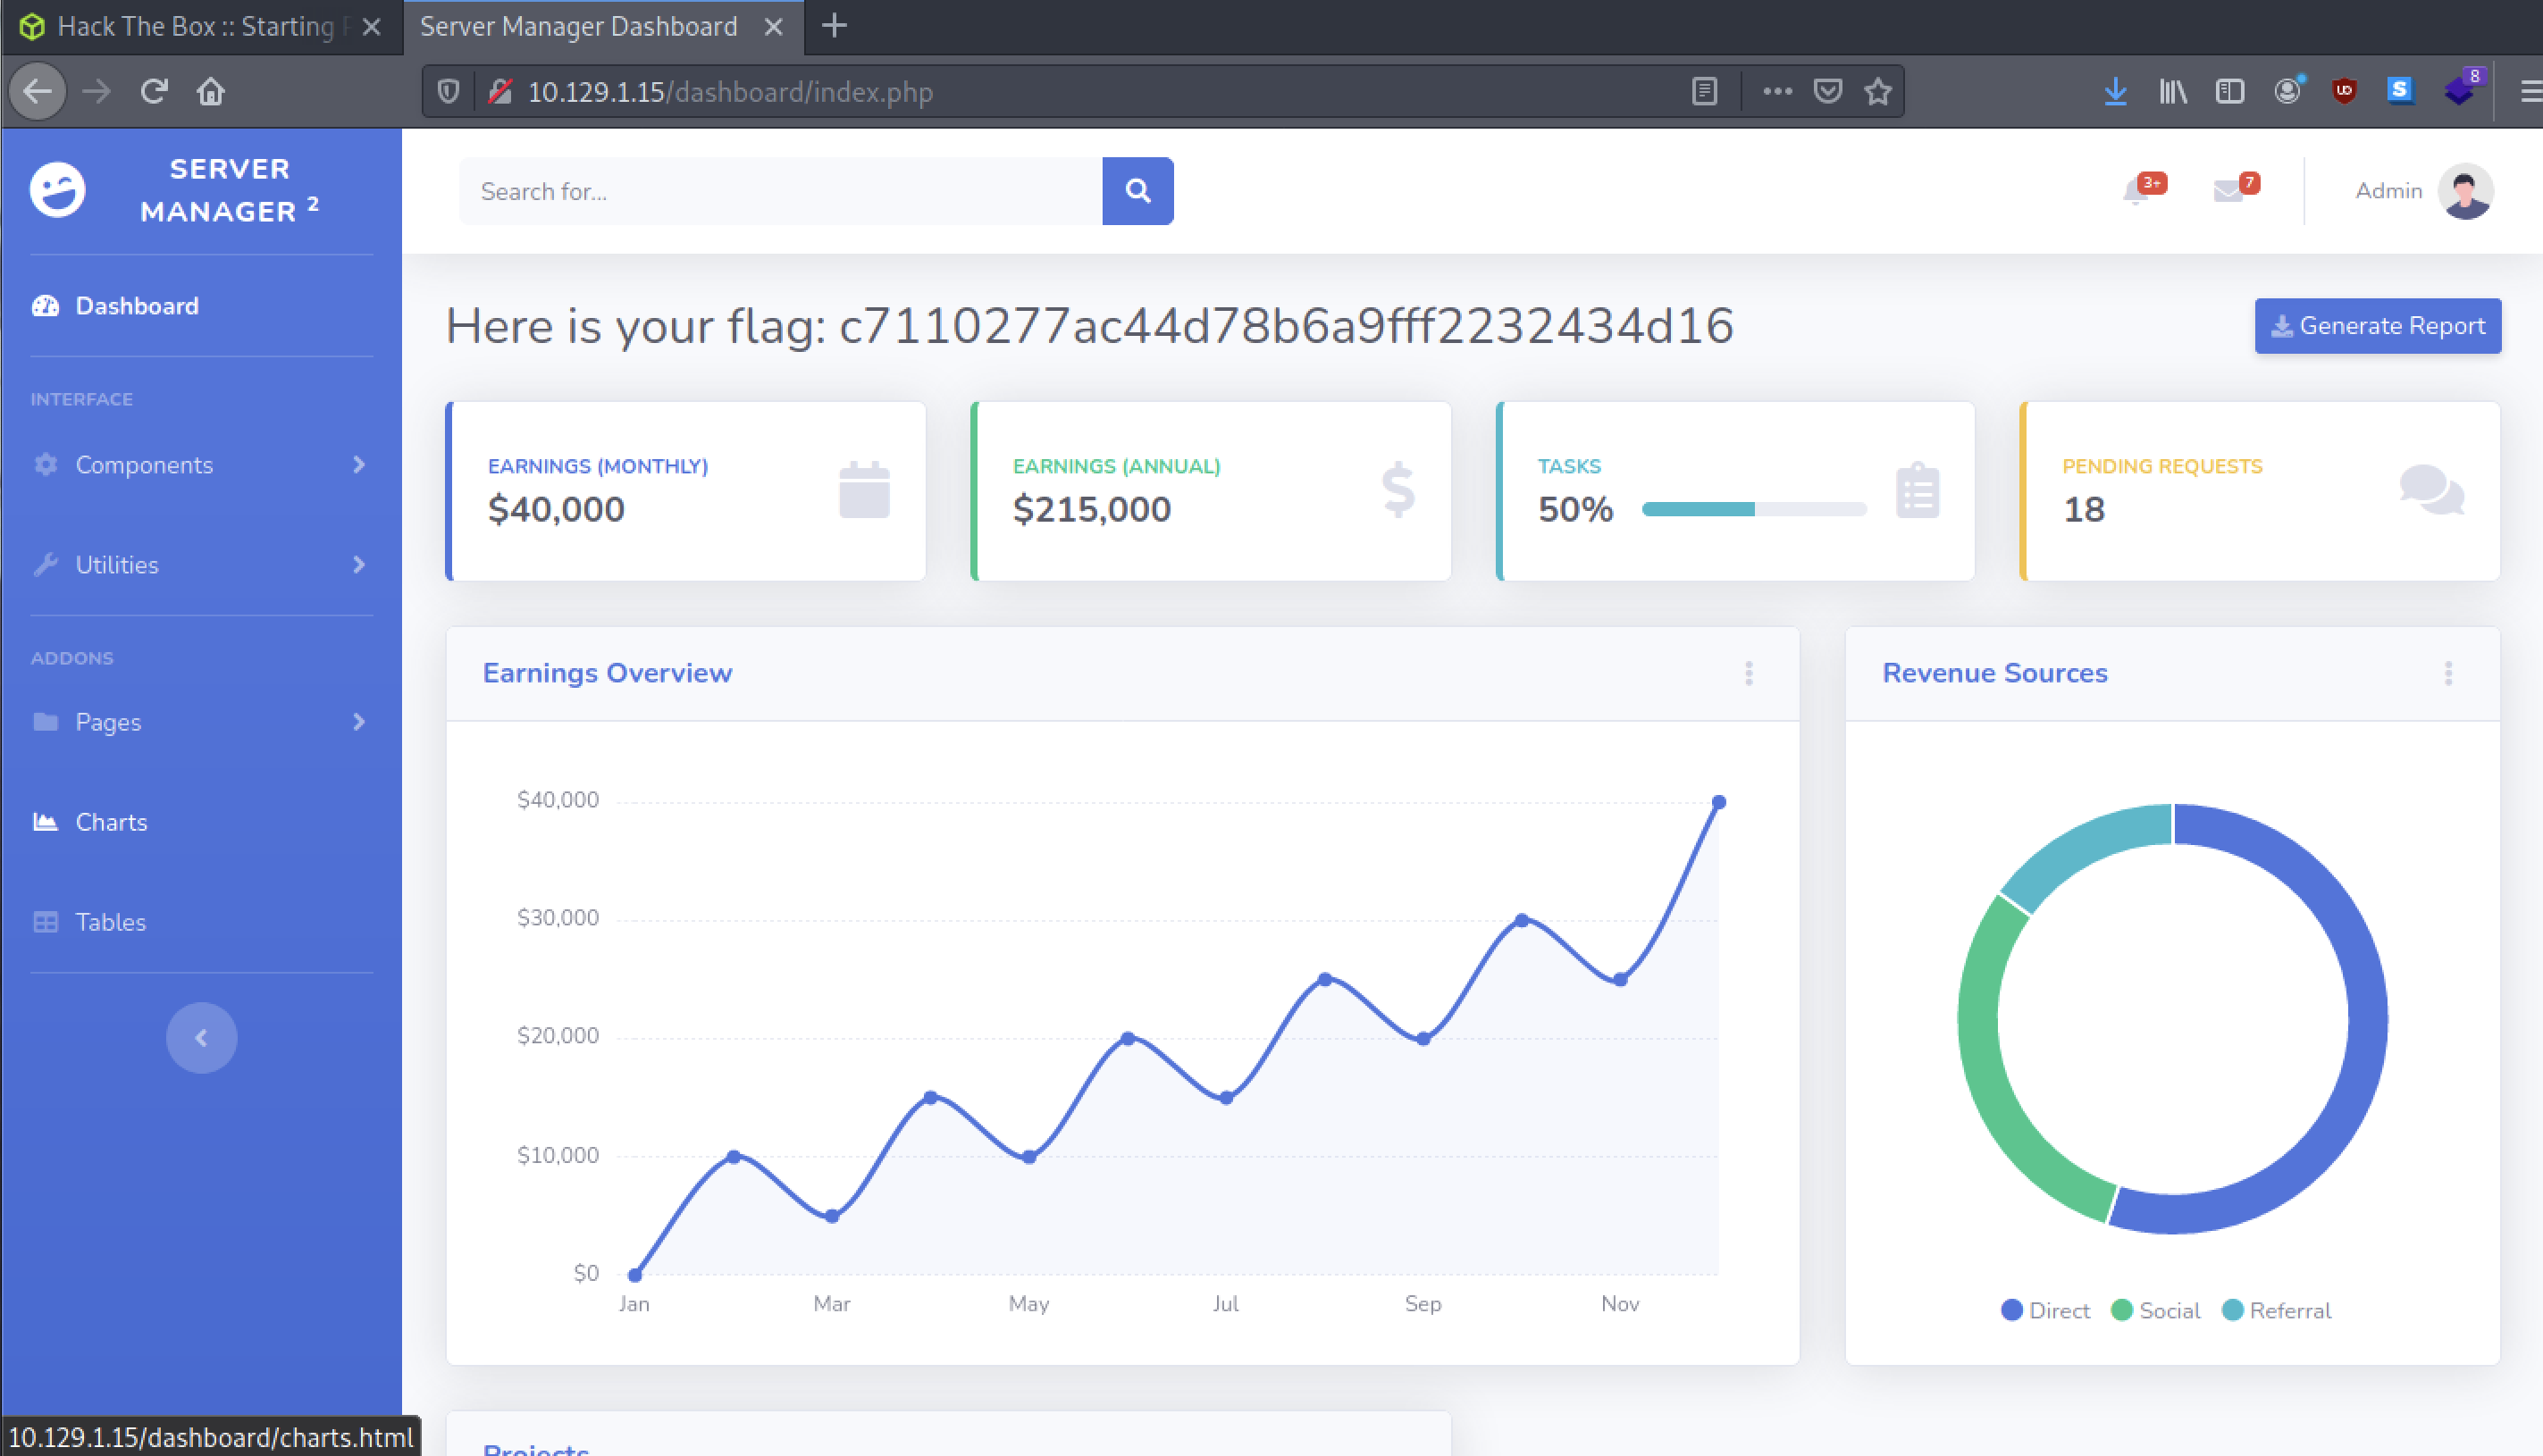 Hack The Box :: Starting
Server Manager Dashboard
10.129.1.15/dashboard/index.php
8
SERVER
MANAGER 2
Search for...
3+
7
Admin
Dashboard
Here is your flag: c7110277ac44d78b6a9fff2232434d16
Generate Report
INTERFACE
Components
Utilities
ADDONS
Pages
Charts
Tables
EARNINGS (MONTHLY)
$40,000
EARNINGS (ANNUAL)
$215,000
TASKS
50%
PENDING REQUESTS
18
Earnings Overview
$40,000
$30,000
$20,000
$10,000
$0
Jan Mar May Jul Sep Nov
Revenue Sources
Direct Social Referral
Projects
10.129.1.15/dashboard/charts.html